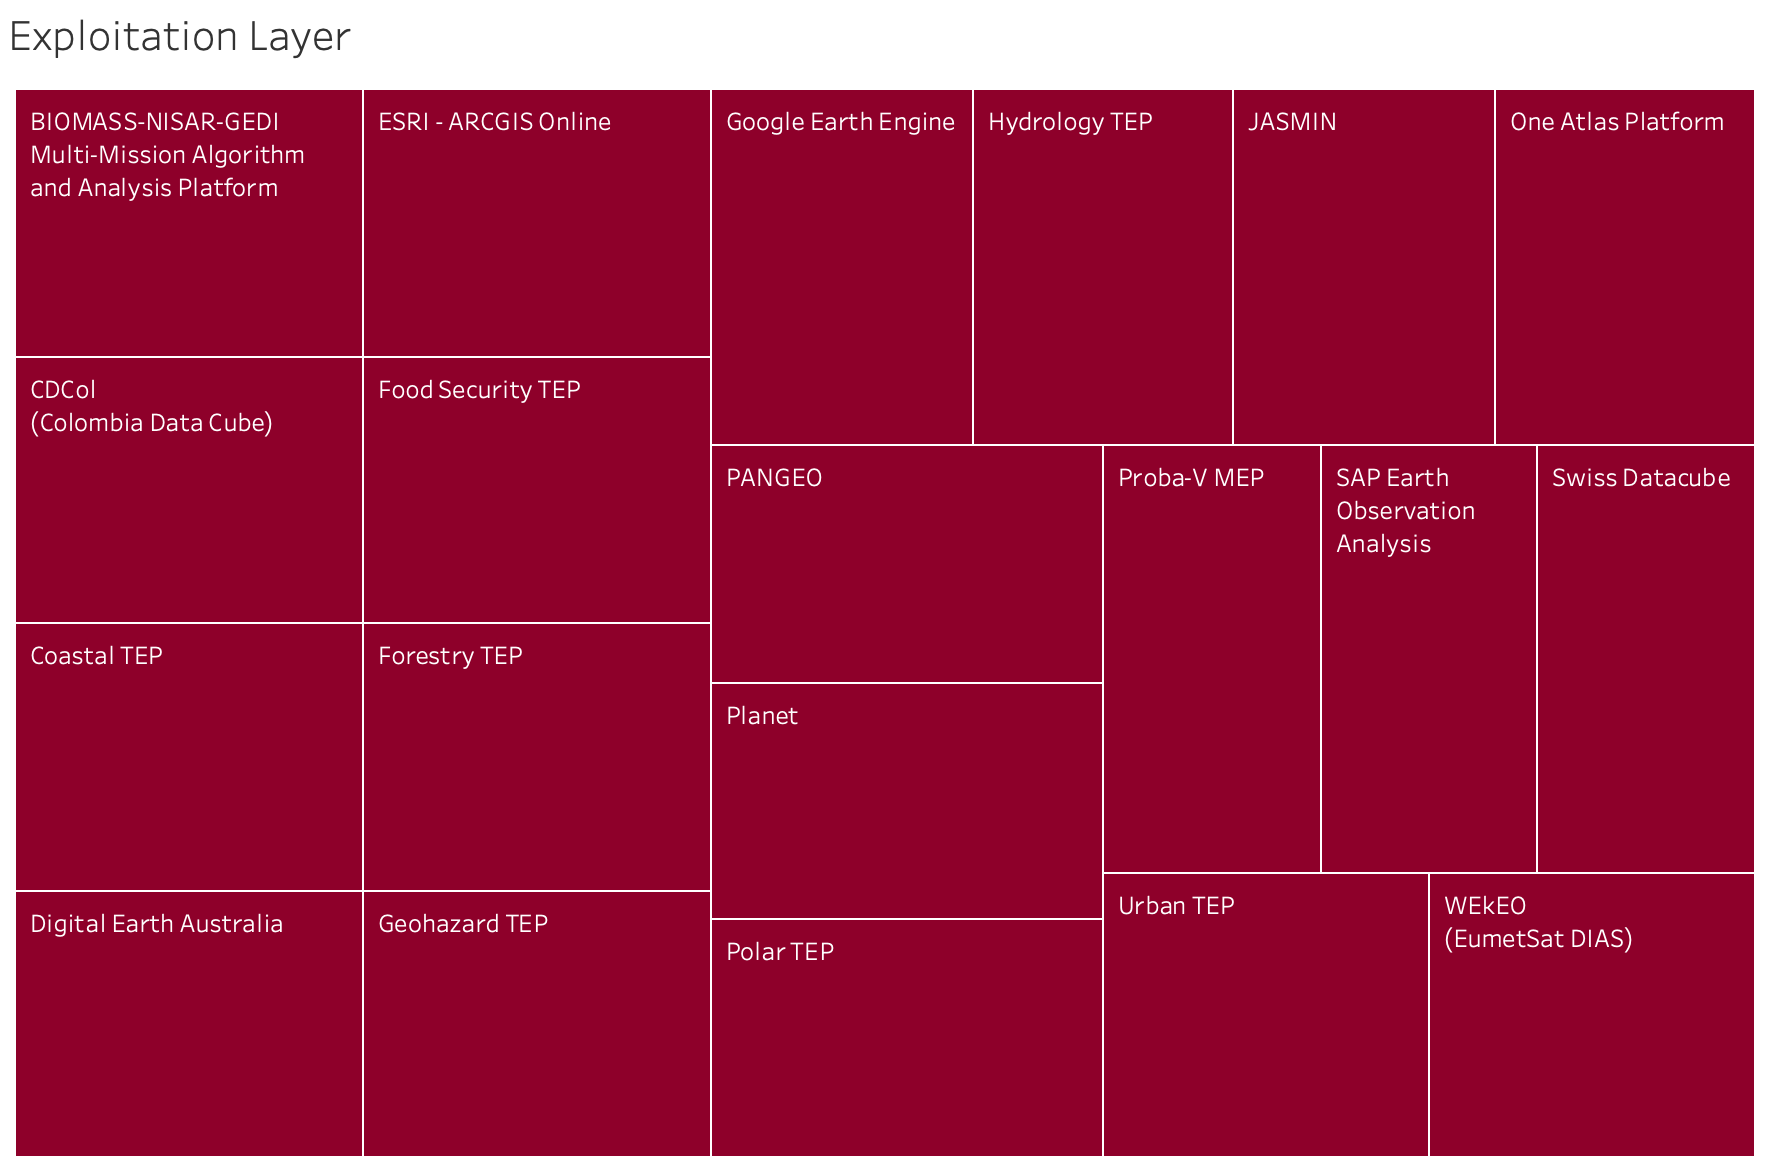 Exploitation Layer
BIOMASS-NISAR-GEDI
Multi-Mission Algorithm
and Analysis Platform
CDCol
(Colombia Data Cube)
Coastal TEP
Digital Earth Australia
ESRI - ARCGIS Online
Food Security TEP
Forestry TEP
Geohazard TEP
Google Earth Engine
Hydrology TEP
JASMIN
One Atlas Platform
PANGEO
Planet
Polar TEP
Proba-V MEP
SAP Earth
Observation
Analysis
Swiss Datacube
Urban TEP
WEkEO
(EumetSat DIAS)